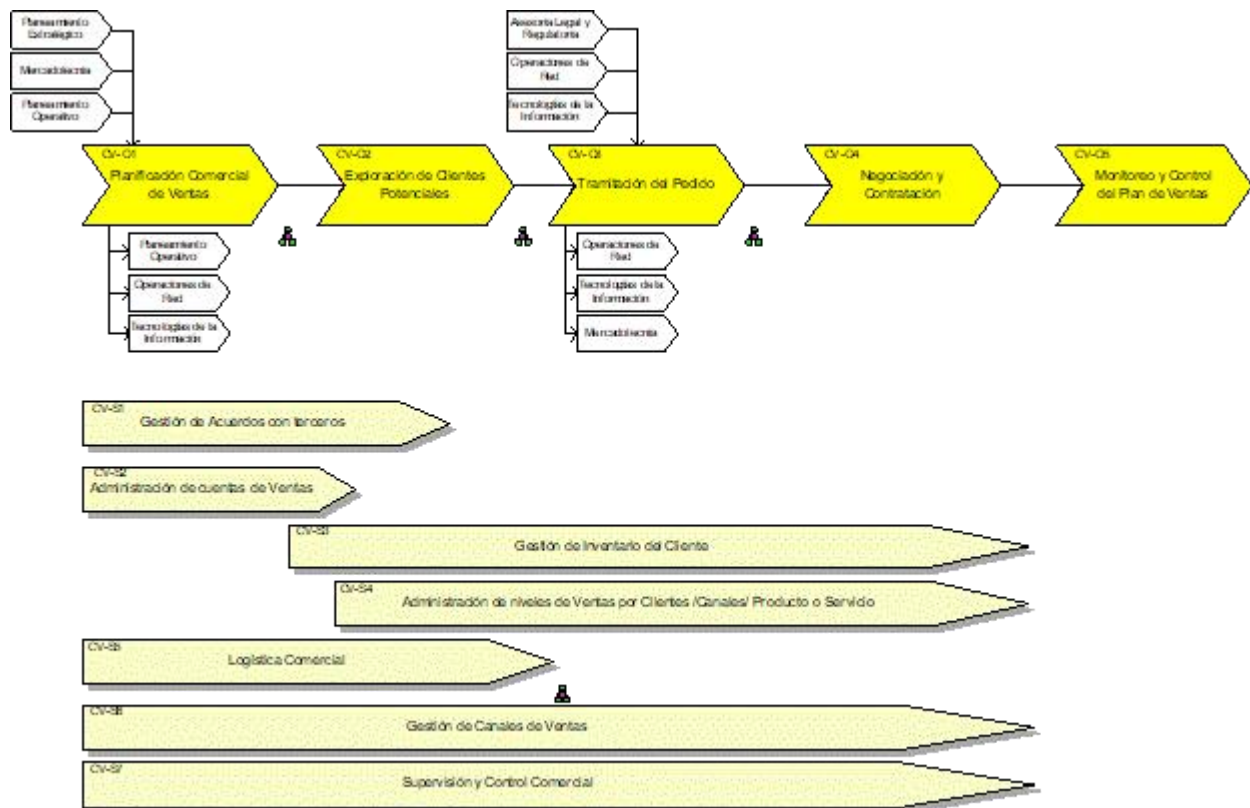 Planeamiento
Estratégico
Mercadotecnia
Planeamiento
Operativo
Asesoria Legal y
Regulatoria
Operadores de
Red
Tecnologías de la
Información
CV-O1
Planificación Comercial
de Ventas
CV-O2
Exploración de Clientes
Potenciales
CV-O3
Tramitación del Pedido
CV-O4
Negociación y
Contratación
CV-O5
Monitoreo y Control
del Plan de Ventas
Planeamiento
Operativo
Operadores de
Red
Tecnologías de la
Información
Operadores de
Red
Tecnologías de la
Información
Mercadotecnia
CV-S1
Gestión de Acuerdos con terceros
CV-S2
Administración de cuentas de Ventas
CV-S3
Gestión de Inventario del Cliente
CV-S4
Administración de niveles de Ventas por Clientes /Canales/ Producto o Servicio
CV-S5
Logística Comercial
CV-S6
Gestión de Canales de Ventas
CV-S7
Supervisión y Control Comercial